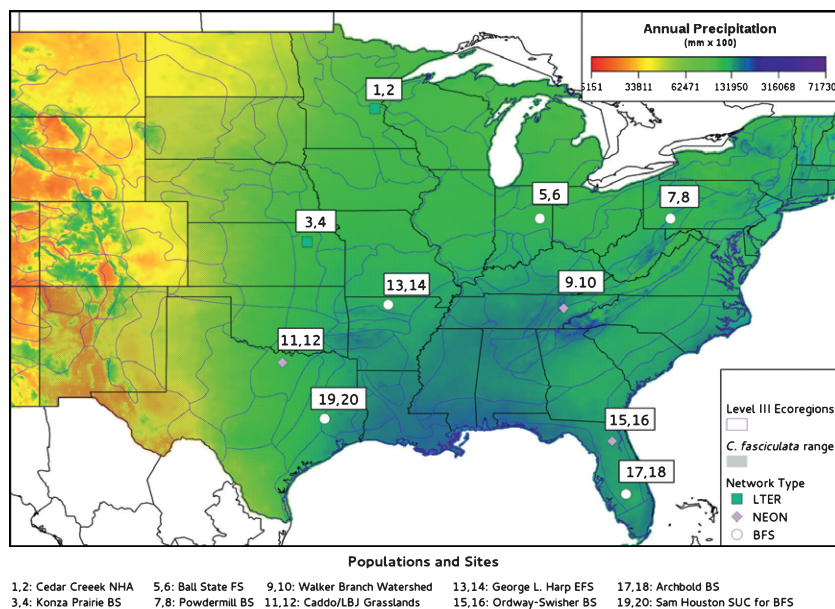 Annual Precipitation
(mm x 100)
5151 33811 62471 131950 316068 71730
1,2
3,4
5,6
7,8
9.10
13,14
11,12
19,20
15,16
17,18
Level III Ecoregions
C. fasciculata range
Network Type
LTER
NEON
BFS
Populations and Sites
1,2: Cedar Creeek NHA 5,6: Ball State FS 9,10: Walker Branch Watershed 13,14: George L. Harp EFS 17,18: Archbold BS
3,4: Konza Prairie BS 7,8: Powdermill BS 11,12: Caddo/LBJ Grasslands 15,16: Ordway-Swisher BS 19,20: Sam Houston SUC for BFS